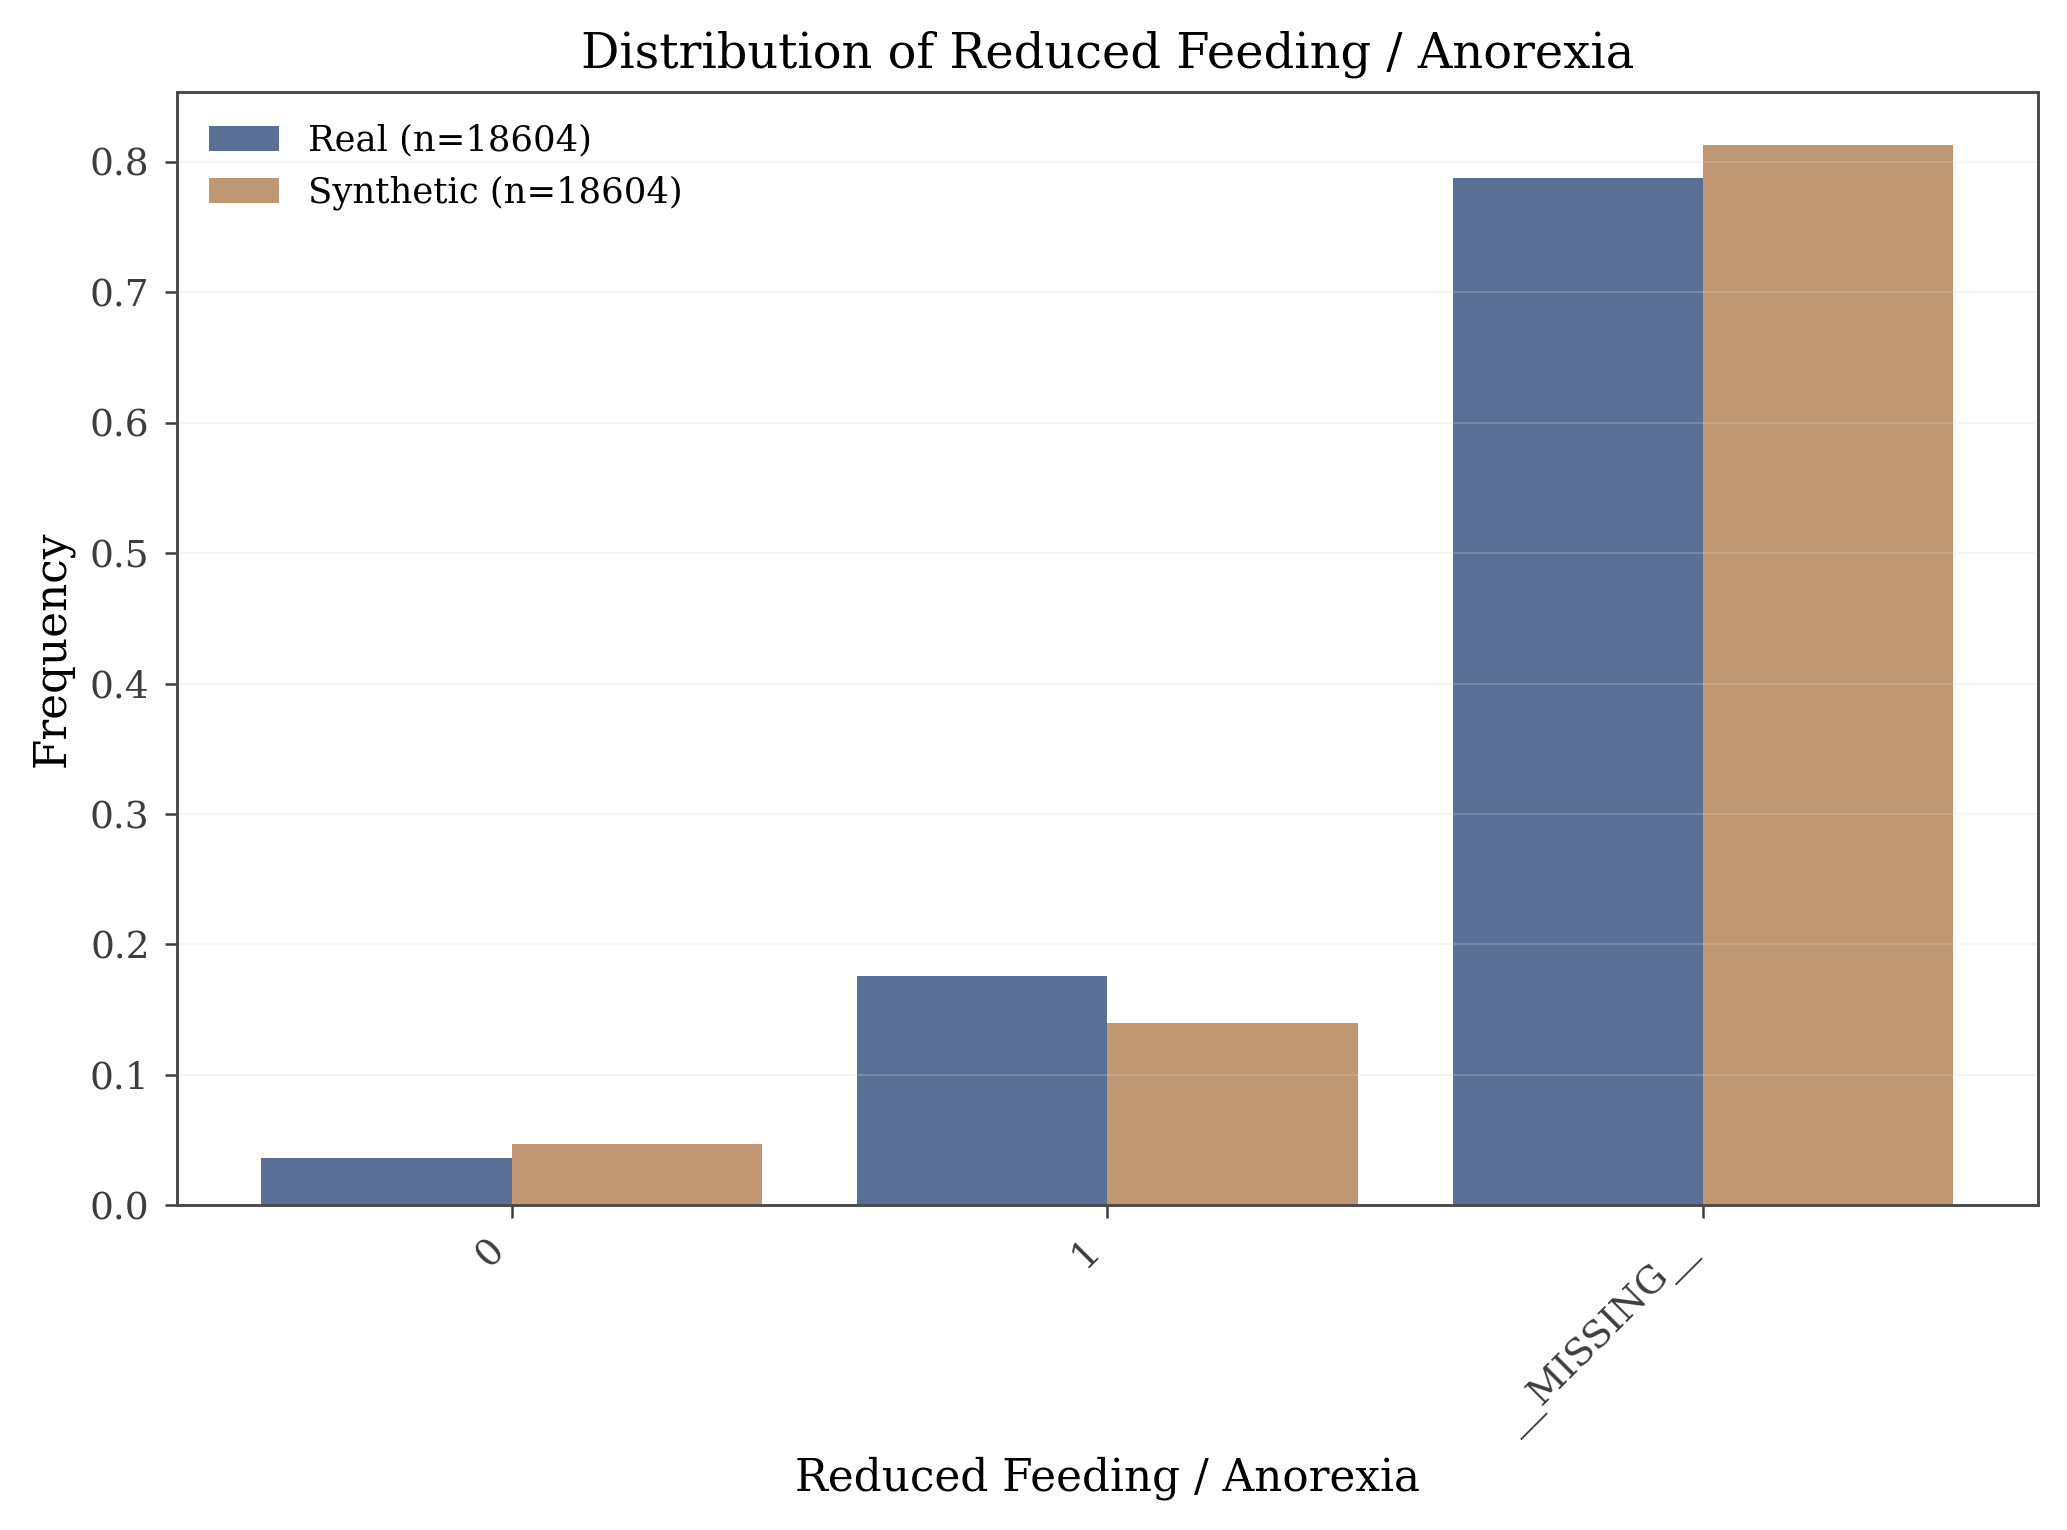 Distribution of Reduced Feeding / Anorexia
Real (n=18604)
Synthetic (n=18604)
Frequency
0.8
0.7
0.6
0.5
0.4
0.3
0.2
0.1
0.0
0
1
__MISSING__
Reduced Feeding / Anorexia